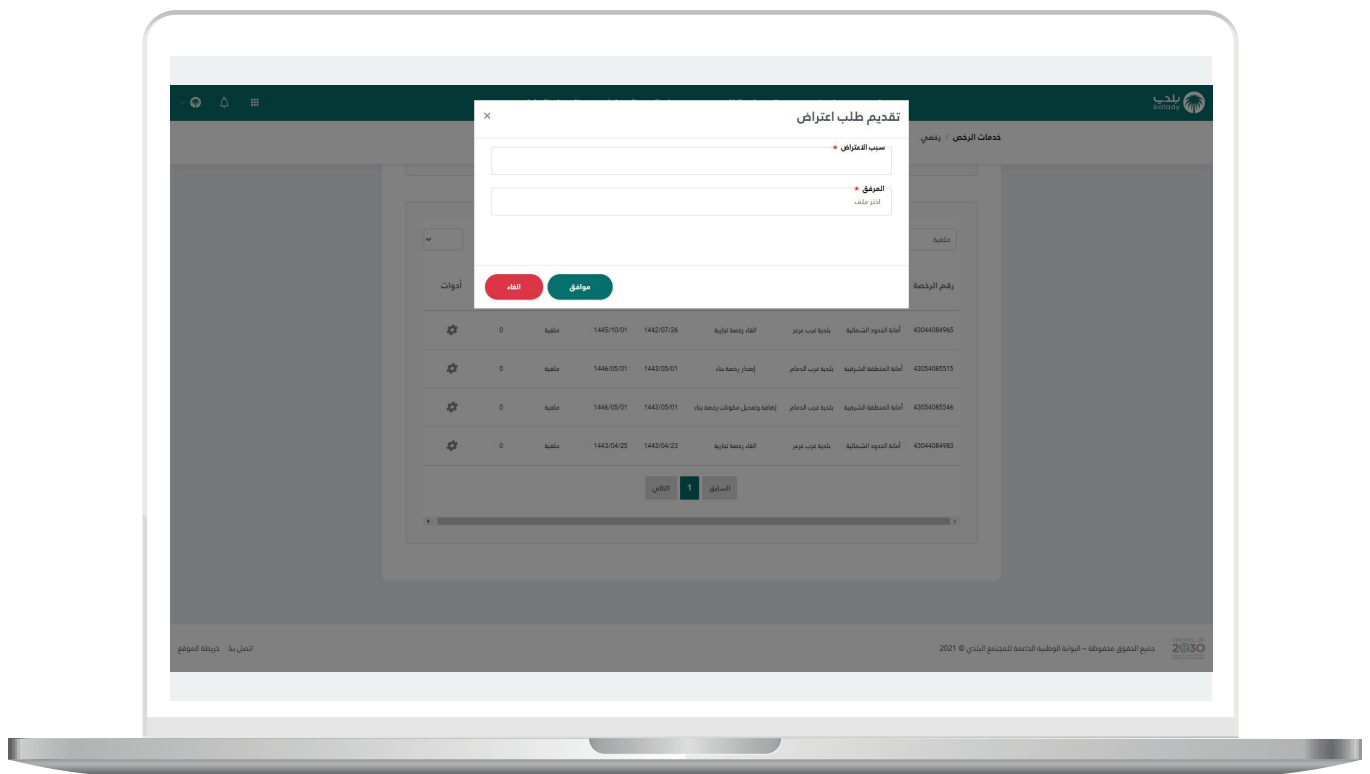 بلدي
balady
خدمات الرخص / رخصي
تقديم طلب اعتراض
×
سبب الاعتراض *
المرفق *
اختر ملف
موافق
الغاء
ملغية
رقم الرخصة
أدوات
43044084965 أمانة الحدود الشمالية بلدية غرب عرعر الغاء رخصة تجارية 1442/07/26 1445/10/01 ملغية 0
43054085515 أمانة المنطقة الشرقية بلدية غرب الدمام إصدار رخصة بناء 1443/05/01 1446/05/01 ملغية 0
43054085546 أمانة المنطقة الشرقية بلدية غرب الدمام إضافة وتعديل مكونات رخصة بناء 1443/05/01 1446/05/01 ملغية 0
43044084983 أمانة الحدود الشمالية بلدية غرب عرعر الغاء رخصة تجارية 1443/04/23 1443/04/25 ملغية 0
السابق 1 التالي
2030
جميع الحقوق محفوظة – البوابة الوطنية الداعمة للمجتمع البلدي © 2021
اتصل بنا خريطة الموقع